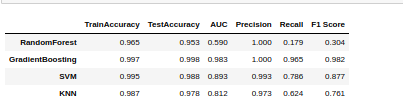 TrainAccuracy TestAccuracy AUC Precision Recall F1 Score
RandomForest 0.965 0.953 0.590 1.000 0.179 0.304
GradientBoosting 0.997 0.998 0.983 1.000 0.965 0.982
SVM 0.995 0.988 0.893 0.993 0.786 0.877
KNN 0.987 0.978 0.812 0.973 0.624 0.761